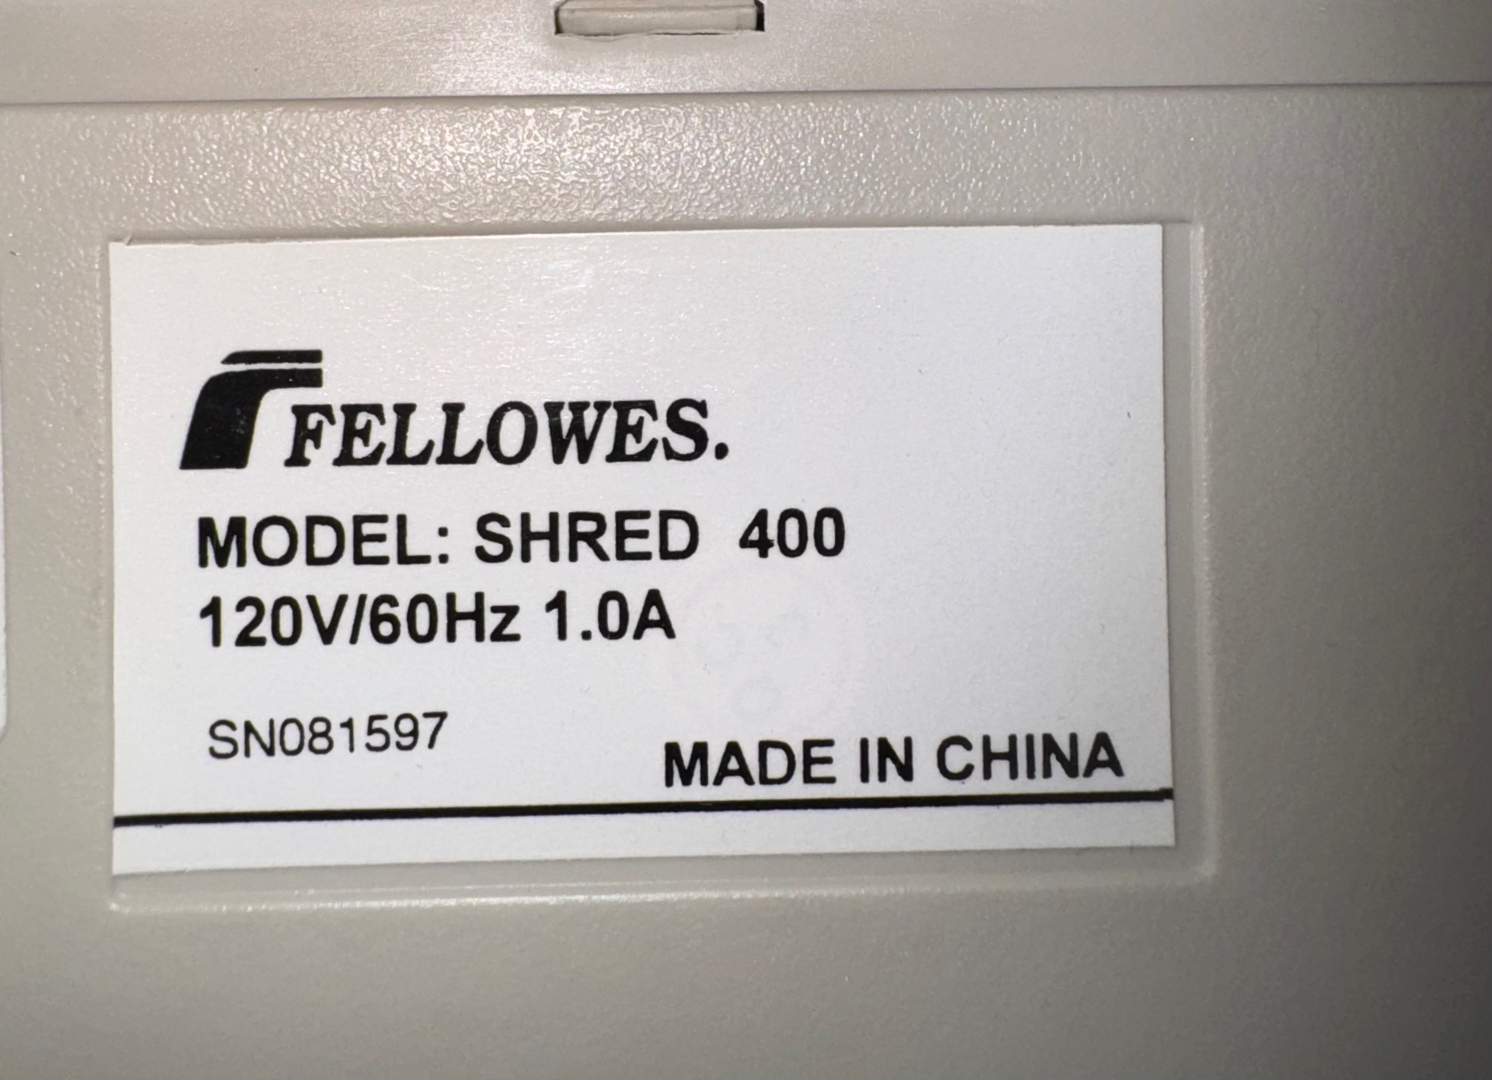 FELLOWES.
MODEL: SHRED 400
120V/60Hz 1.0A
SN081597
MADE IN CHINA